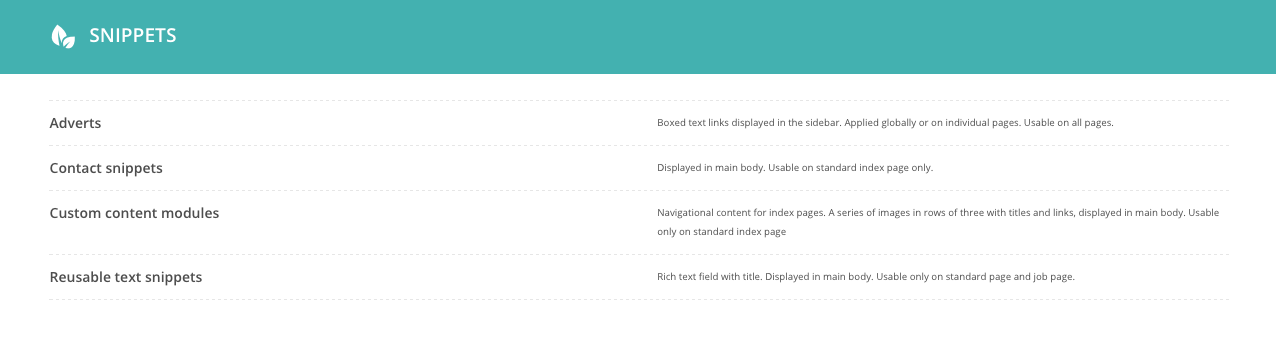 SNIPPETS
Adverts
Boxed text links displayed in the sidebar. Applied globally or on individual pages. Usable on all pages.
Contact snippets
Displayed in main body. Usable on standard index page only.
Custom content modules
Navigational content for index pages. A series of images in rows of three with titles and links, displayed in main body. Usable
only on standard index page
Reusable text snippets
Rich text field with title. Displayed in main body. Usable only on standard page and job page.